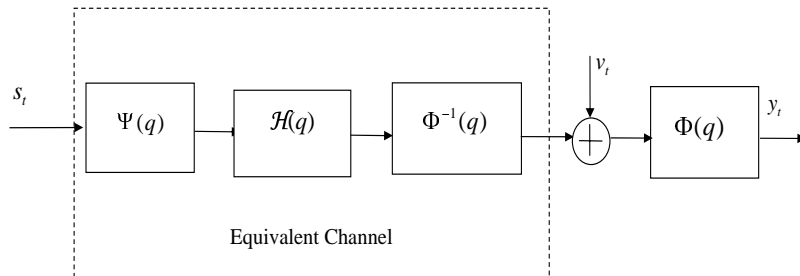 s_t
Ψ(q)
ℋ(q)
Φ⁻¹(q)
v_t
Φ(q)
y_t
Equivalent Channel